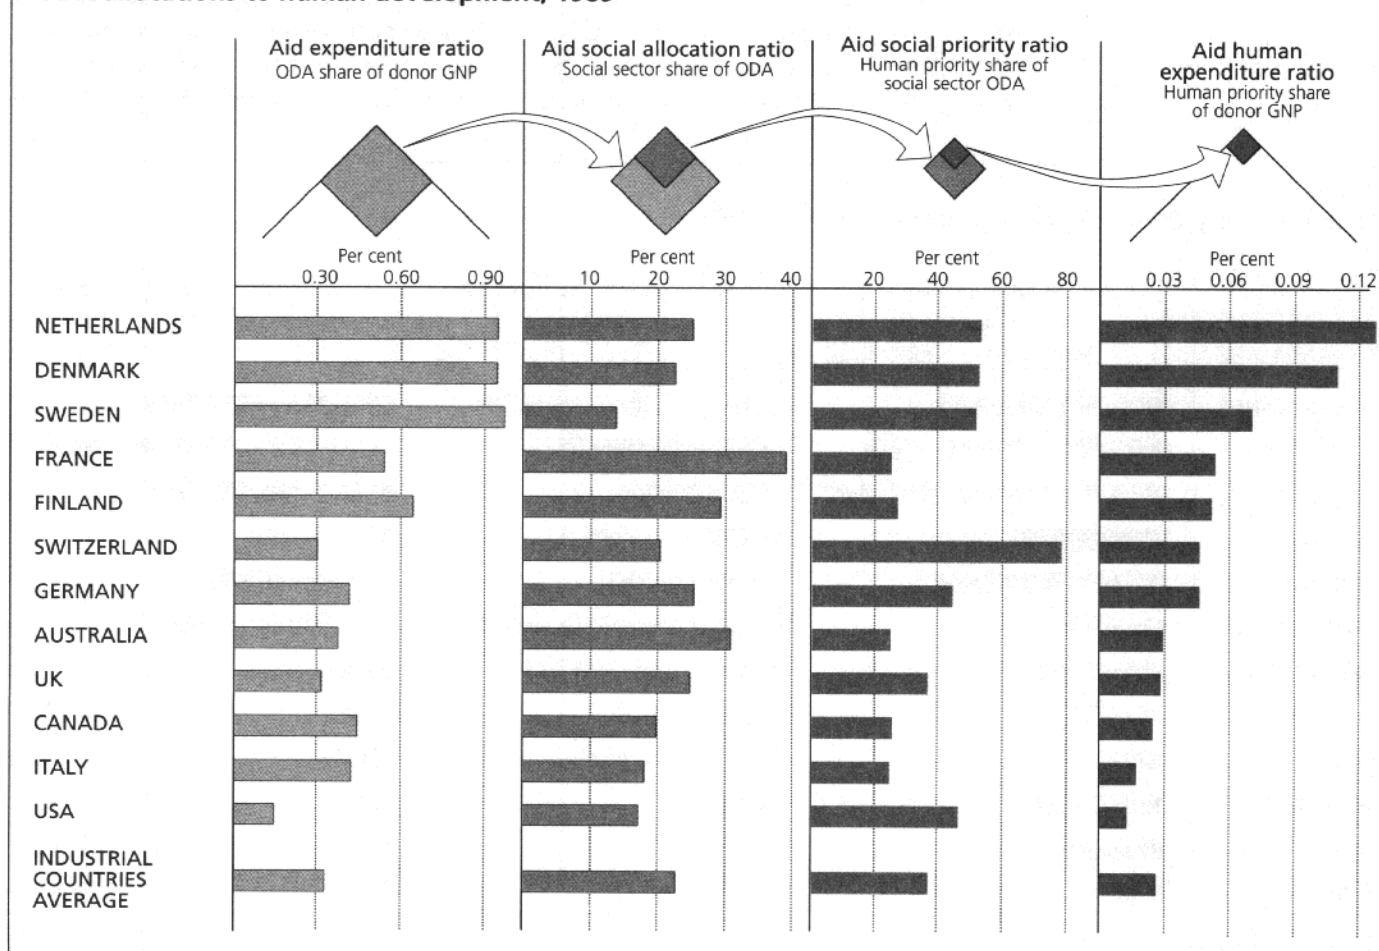 Aid expenditure ratio
ODA share of donor GNP
Aid social allocation ratio
Social sector share of ODA
Aid social priority ratio
Human priority share of
social sector ODA
Aid human
expenditure ratio
Human priority share
of donor GNP
Per cent
0.30 0.60 0.90
Per cent
10 20 30 40
Per cent
20 40 60 80
Per cent
0.03 0.06 0.09 0.12
NETHERLANDS
DENMARK
SWEDEN
FRANCE
FINLAND
SWITZERLAND
GERMANY
AUSTRALIA
UK
CANADA
ITALY
USA
INDUSTRIAL
COUNTRIES
AVERAGE